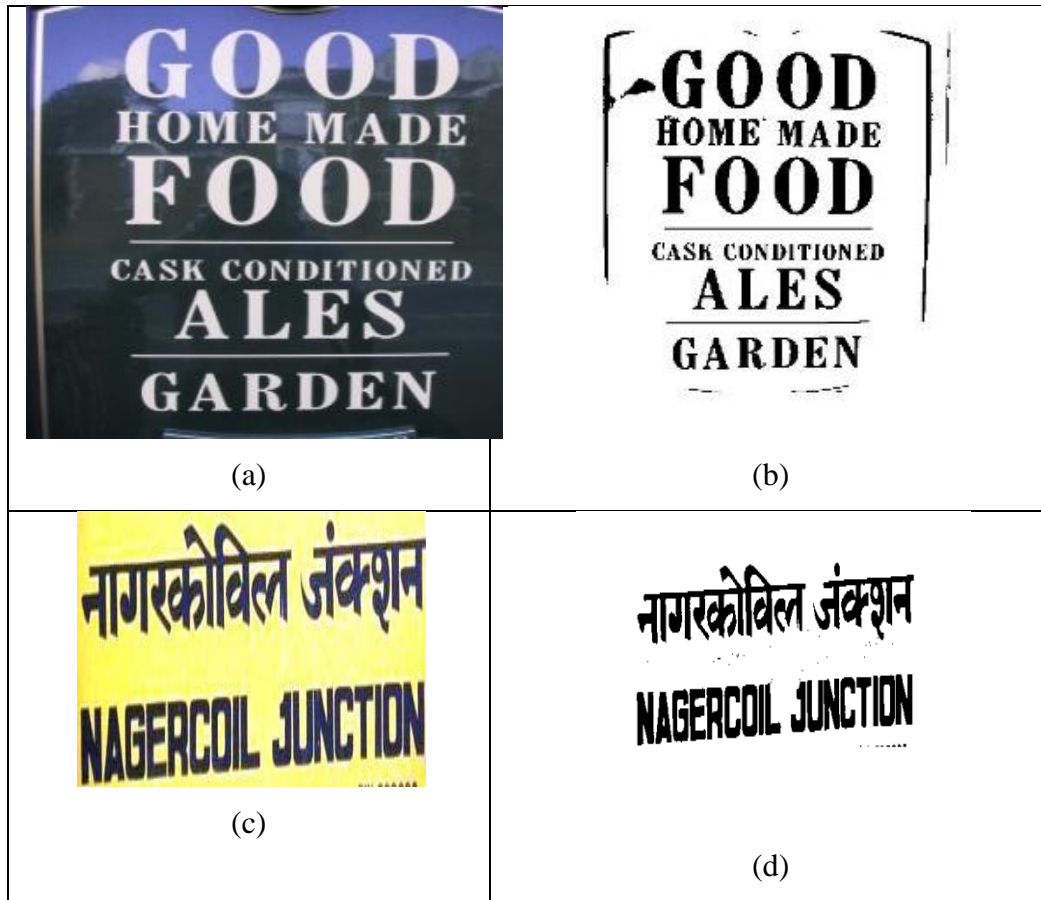 GOOD
HOME MADE
FOOD
CASK CONDITIONED
ALES
GARDEN
(a)
GOOD
HOME MADE
FOOD
CASK CONDITIONED
ALES
GARDEN
(b)
नागरकोविल जंक्शन
NAGERCOIL JUNCTION
(c)
नागरकोविल जंक्शन
NAGERCOIL JUNCTION
(d)